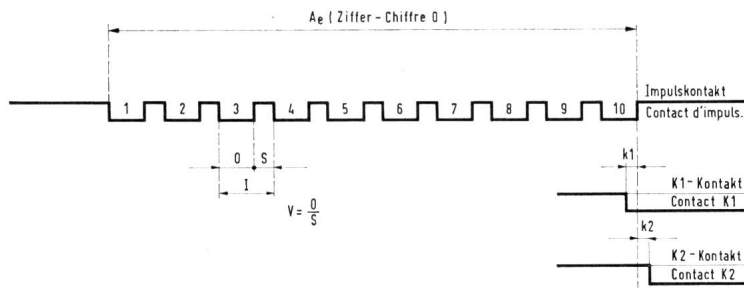 Ae (Ziffer-Chiffre 0)
Impulskontakt
1 2 3 4 5 6 7 8 9 10
Contact d'impuls.
O S
k1
I
V = O/S
K1-Kontakt
Contact K1
k2
K2-Kontakt
Contact K2